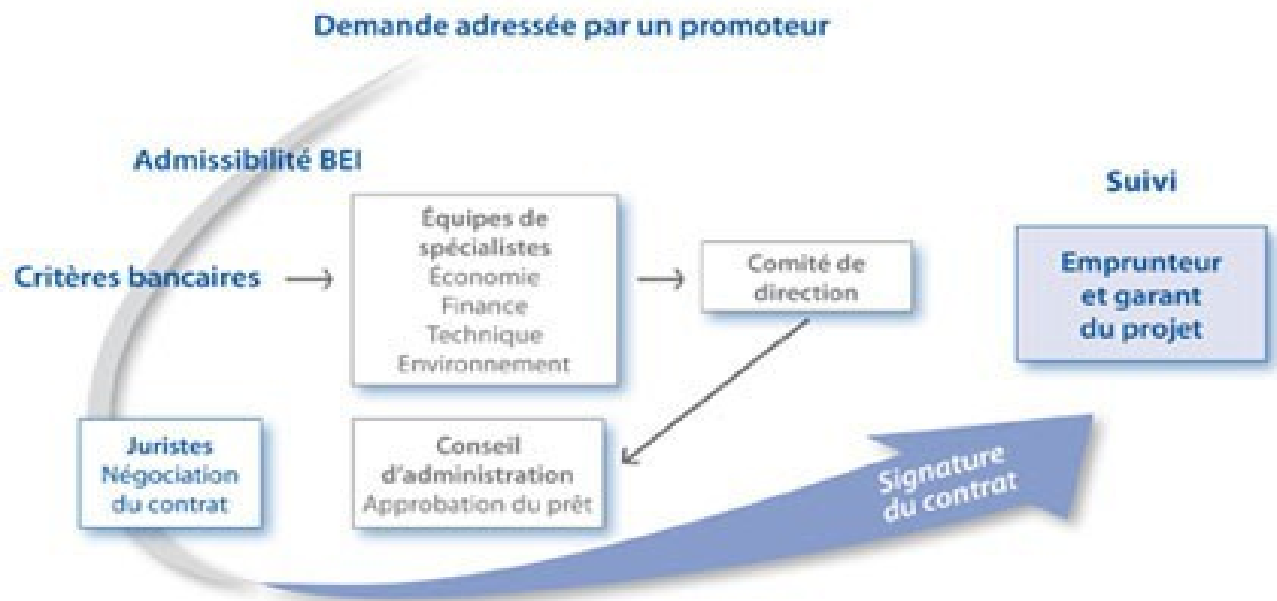 Demande adressée par un promoteur
Admissibilité BEI
Critères bancaires
Équipes de
spécialistes
Économie
Finance
Technique
Environnement
Comité de
direction
Suivi
Emprunteur
et garant
du projet
Juristes
Négociation
du contrat
Conseil
d'administration
Approbation du prêt
Signature
du contrat